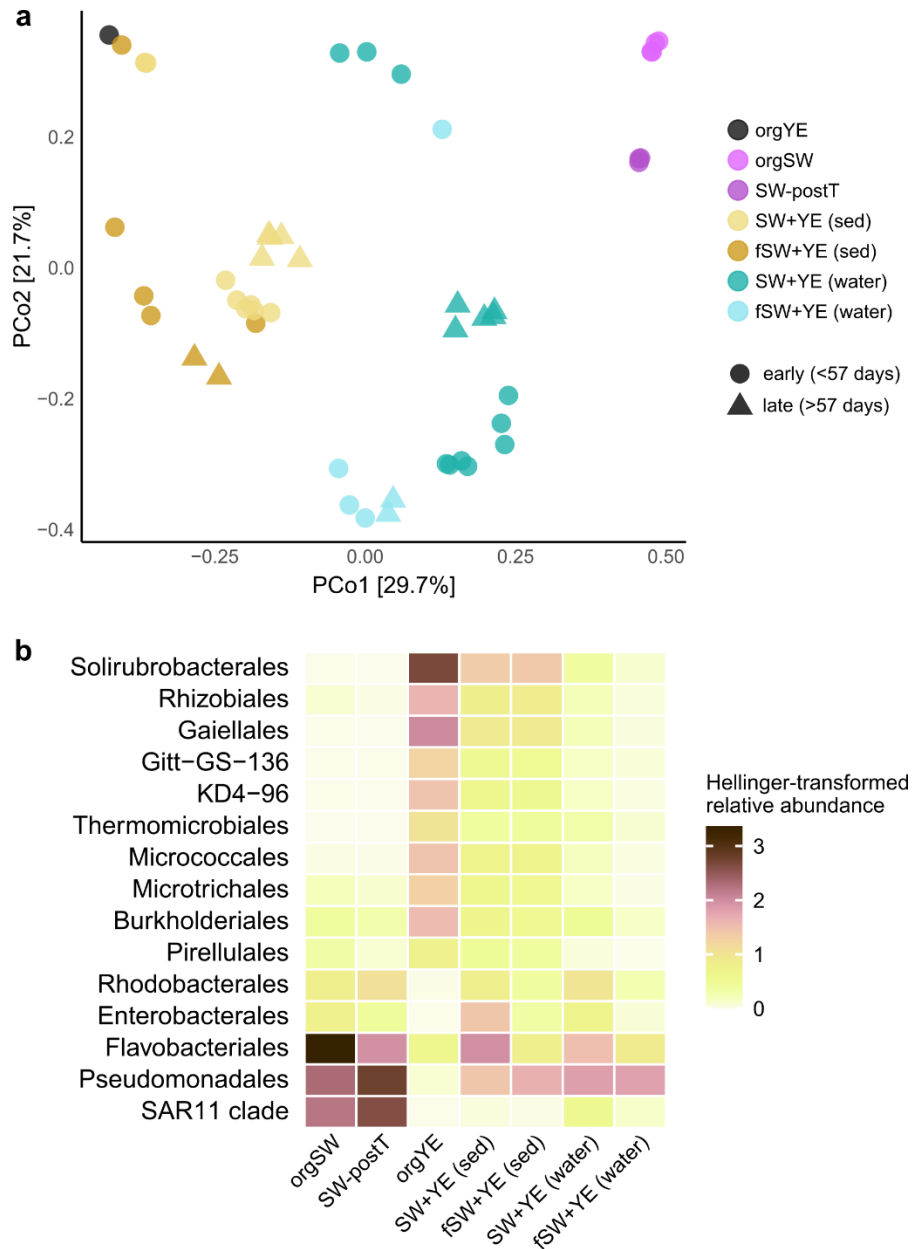 a
0.2
0.0
−0.2
−0.4
PCo2 [21.7%]
−0.25
0.00
0.25
0.50
PCo1 [29.7%]
orgYE
orgSW
SW-postT
SW+YE (sed)
fSW+YE (sed)
SW+YE (water)
fSW+YE (water)
early (<57 days)
late (>57 days)
b
Solirubrobacterales
Rhizobiales
Gaiellales
Gitt−GS−136
KD4−96
Thermomicrobiales
Micrococcales
Microtrichales
Burkholderiales
Pirellulales
Rhodobacterales
Enterobacterales
Flavobacteriales
Pseudomonadales
SAR11 clade
orgSW
SW-postT
orgYE
SW+YE (sed)
fSW+YE (sed)
SW+YE (water)
fSW+YE (water)
Hellinger-transformed
relative abundance
3
2
1
0